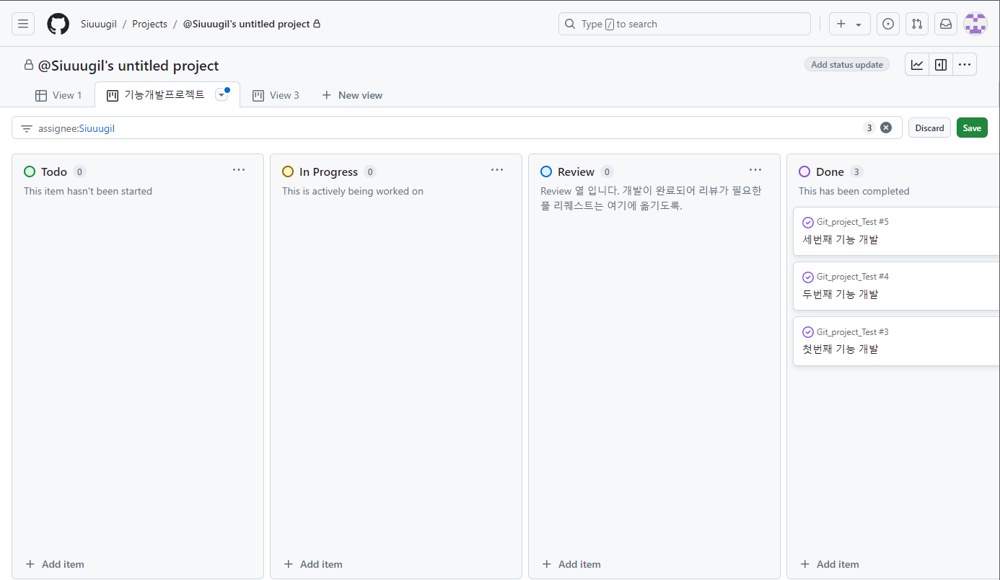 Siuuugil / Projects / @Siuuugil's untitled project
Type / to search
@Siuuugil's untitled project
Add status update
View 1
기능개발프로젝트
View 3
New view
assignee:Siuuugil
3
Discard
Save
Todo 0
This item hasn't been started
Add item
In Progress 0
This is actively being worked on
Add item
Review 0
Review 열 입니다. 개발이 완료되어 리뷰가 필요한
풀 리퀘스트는 여기에 옮기도록.
Add item
Done 3
This has been completed
Git_project_Test #5
세번째 기능 개발
Git_project_Test #4
두번째 기능 개발
Git_project_Test #3
첫번째 기능 개발
Add item